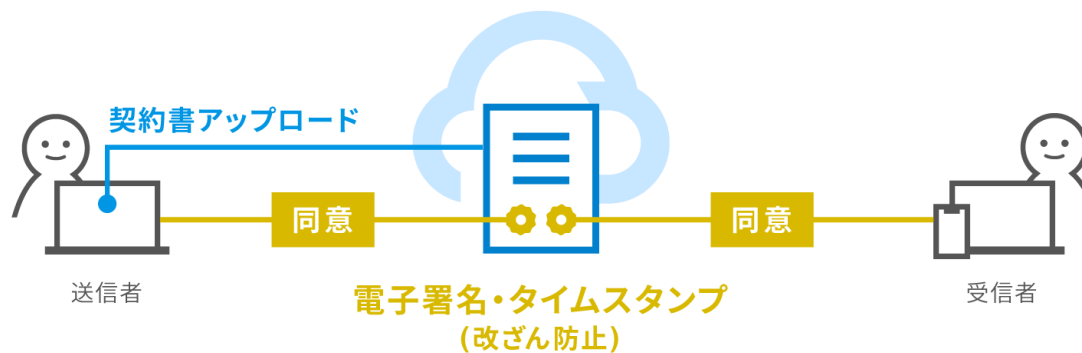 契約書アップロード
同意
同意
送信者
電子署名・タイムスタンプ
(改ざん防止)
受信者